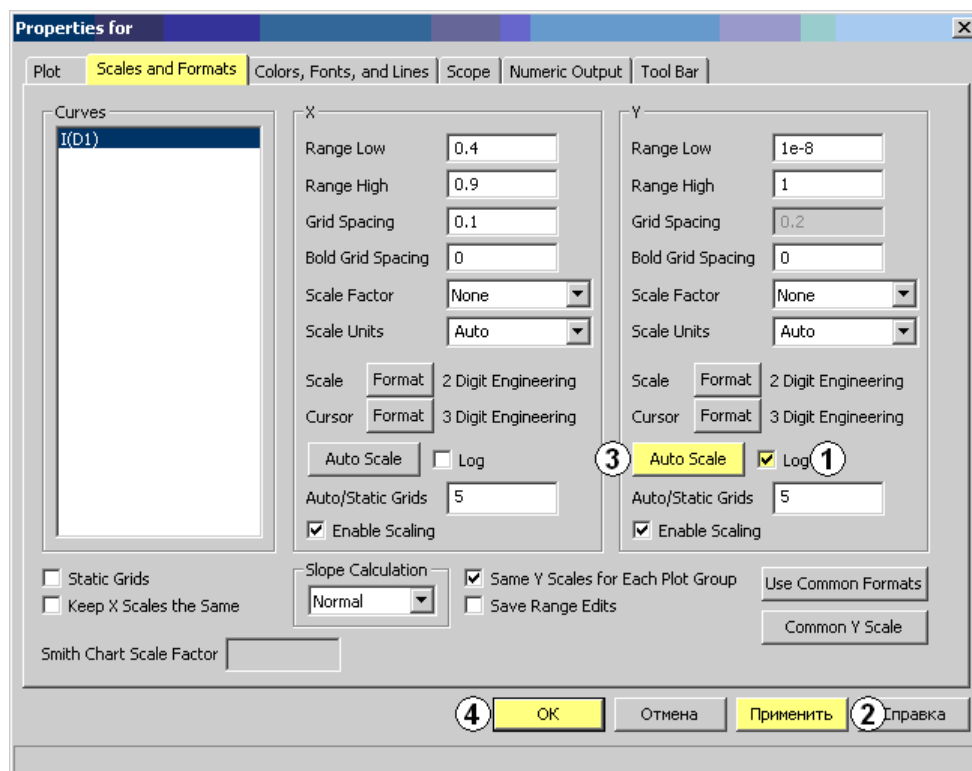 Properties for
Plot Scales and Formats Colors, Fonts, and Lines Scope Numeric Output Tool Bar
Curves
I(D1)
X
Range Low 0.4
Range High 0.9
Grid Spacing 0.1
Bold Grid Spacing 0
Scale Factor None
Scale Units Auto
Scale Format 2 Digit Engineering
Cursor Format 3 Digit Engineering
Auto Scale Log
Auto/Static Grids 5
Enable Scaling
Y
Range Low 1e-8
Range High 1
Grid Spacing 0.2
Bold Grid Spacing 0
Scale Factor None
Scale Units Auto
Scale Format 2 Digit Engineering
Cursor Format 3 Digit Engineering
3 Auto Scale Log 1
Auto/Static Grids 5
Enable Scaling
Static Grids
Keep X Scales the Same
Slope Calculation
Normal
Same Y Scales for Each Plot Group
Save Range Edits
Use Common Formats
Common Y Scale
Smith Chart Scale Factor
4 OK Отмена Применить 2 Справка